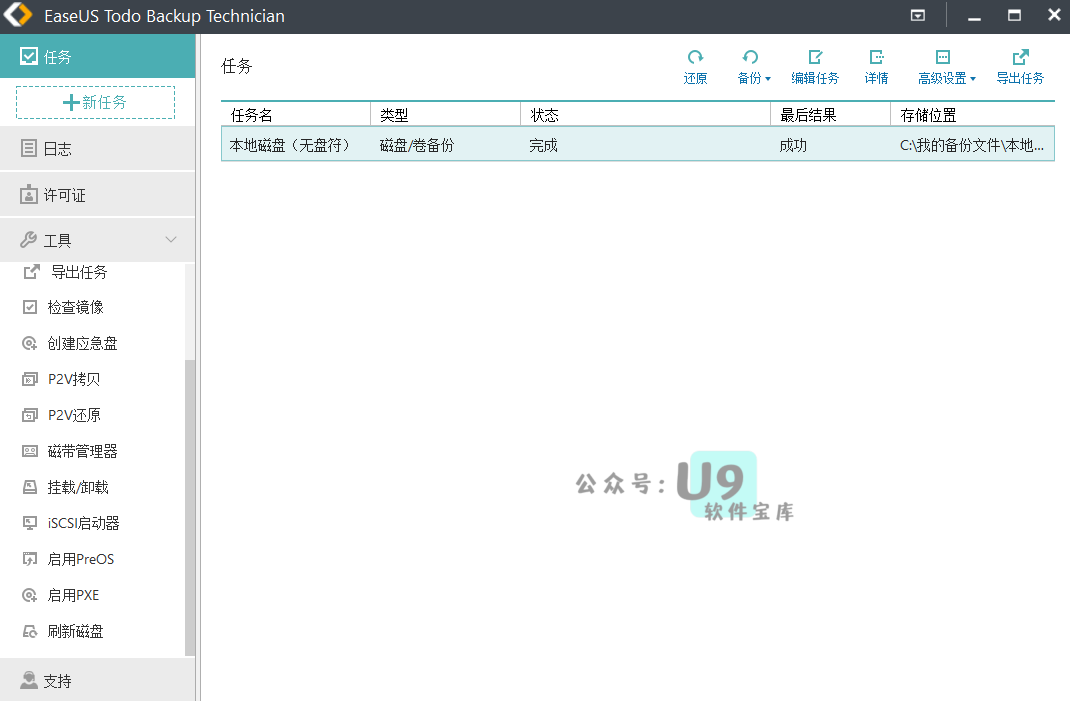 EaseUS Todo Backup Technician
任务
新任务
日志
许可证
工具
导出任务
检查镜像
创建应急盘
P2V拷贝
P2V还原
磁带管理器
挂载/卸载
iSCSI启动器
启用PreOS
启用PXE
刷新磁盘
支持
任务
还原 备份 编辑任务 详情 高级设置 导出任务
任务名 类型 状态 最后结果 存储位置
本地磁盘（无盘符） 磁盘/卷备份 完成 成功 C:\我的备份文件\本地...
公众号: U9
软件宝库